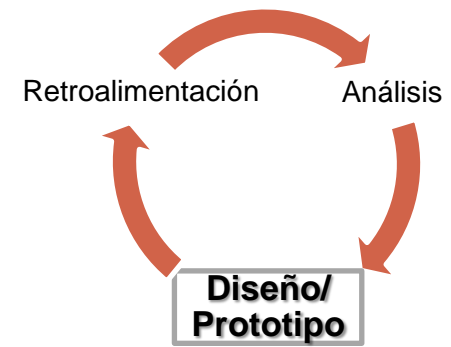 Retroalimentación
Análisis
Diseño/
Prototipo